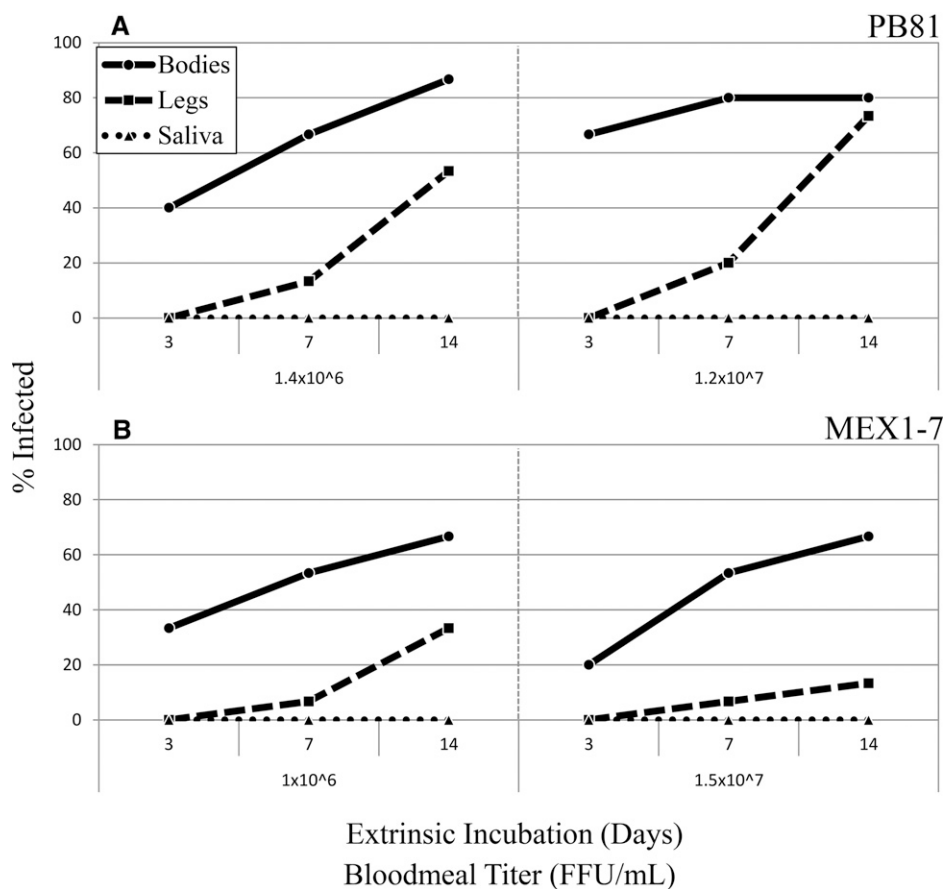 A PB81
100
80
60
40
20
0
Bodies
Legs
Saliva
3 7 14 3 7 14
1.4x10^6 1.2x10^7
% Infected
B MEX1-7
100
80
60
40
20
0
3 7 14 3 7 14
1x10^6 1.5x10^7
Extrinsic Incubation (Days)
Bloodmeal Titer (FFU/mL)